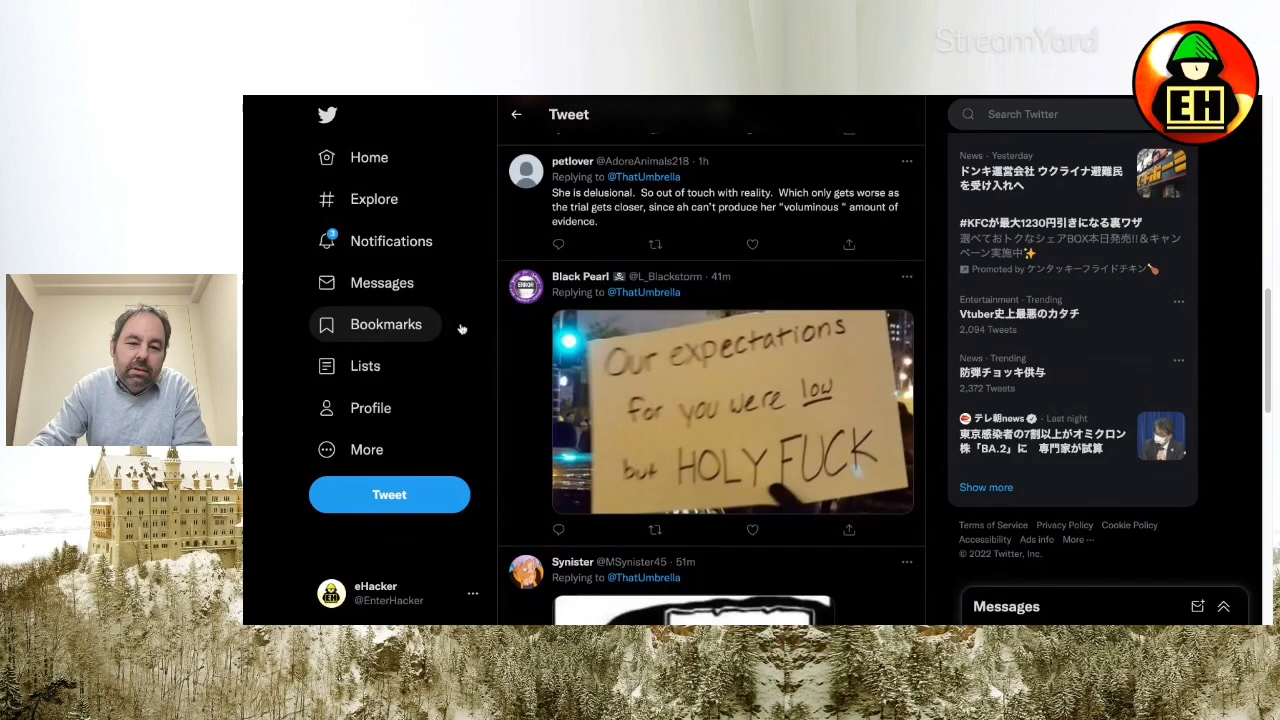 StreamYard
EH
Tweet
Search Twitter
Home
Explore
3
Notifications
Messages
Bookmarks
Lists
Profile
More
Tweet
eHacker
@EnterHacker
petlover @AdoreAnimals218 · 1h
Replying to @ThatUmbrella
She is delusional. So out of touch with reality. Which only gets worse as
the trial gets closer, since ah can't produce her "voluminous " amount of
evidence.
Black Pearl @L_Blackstorm · 41m
Replying to @ThatUmbrella
ERROR
Our expectations
for you were low
but HOLY FUCK
Synister @MSynister45 · 51m
Replying to @ThatUmbrella
News · Yesterday
ドンキ運営会社 ウクライナ避難民
を受け入れへ
#KFCが最大1230円引きになる裏ワザ
選べておトクなシェアBOX本日発売!!＆キャン
ペーン実施中✨
Promoted by ケンタッキーフライドチキン🍗
Entertainment · Trending
Vtuber史上最悪のカタチ
2,094 Tweets
News · Trending
防弾チョッキ供与
2,372 Tweets
テレ朝news · Last night
東京感染者の7割以上がオミクロン
株「BA.2」に 専門家が試算
Show more
Terms of Service Privacy Policy Cookie Policy
Accessibility Ads info More ···
© 2022 Twitter, Inc.
Messages